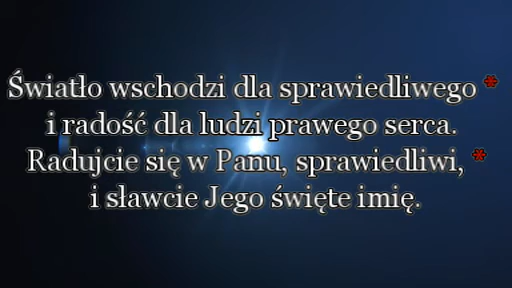 Światło wschodzi dla sprawiedliwego *
i radość dla ludzi prawego serca.
Radujcie się w Panu, sprawiedliwi, *
i sławcie Jego święte imię.